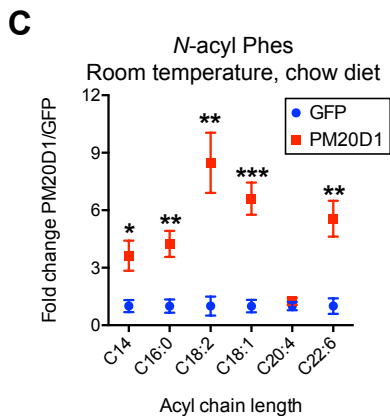 C
N-acyl Phes
Room temperature, chow diet
Fold change PM20D1/GFP
12
9
6
3
0
GFP
PM20D1
*
**
**
***
**
C14
C16:0
C18:2
C18:1
C20:4
C22:6
Acyl chain length